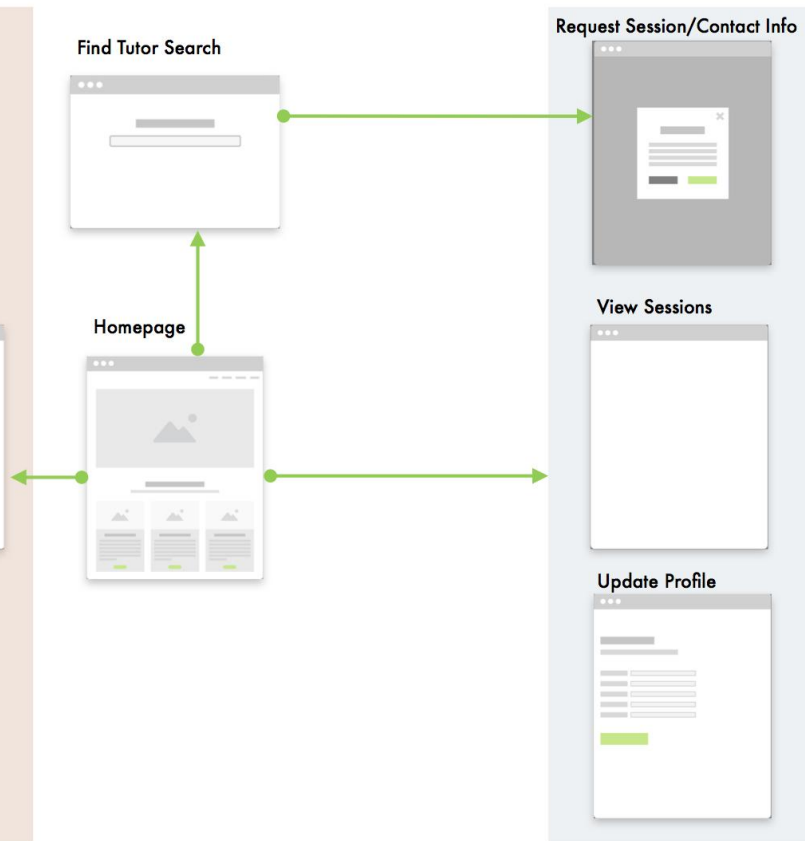 Request Session/Contact Info
Find Tutor Search
View Sessions
Homepage
Update Profile